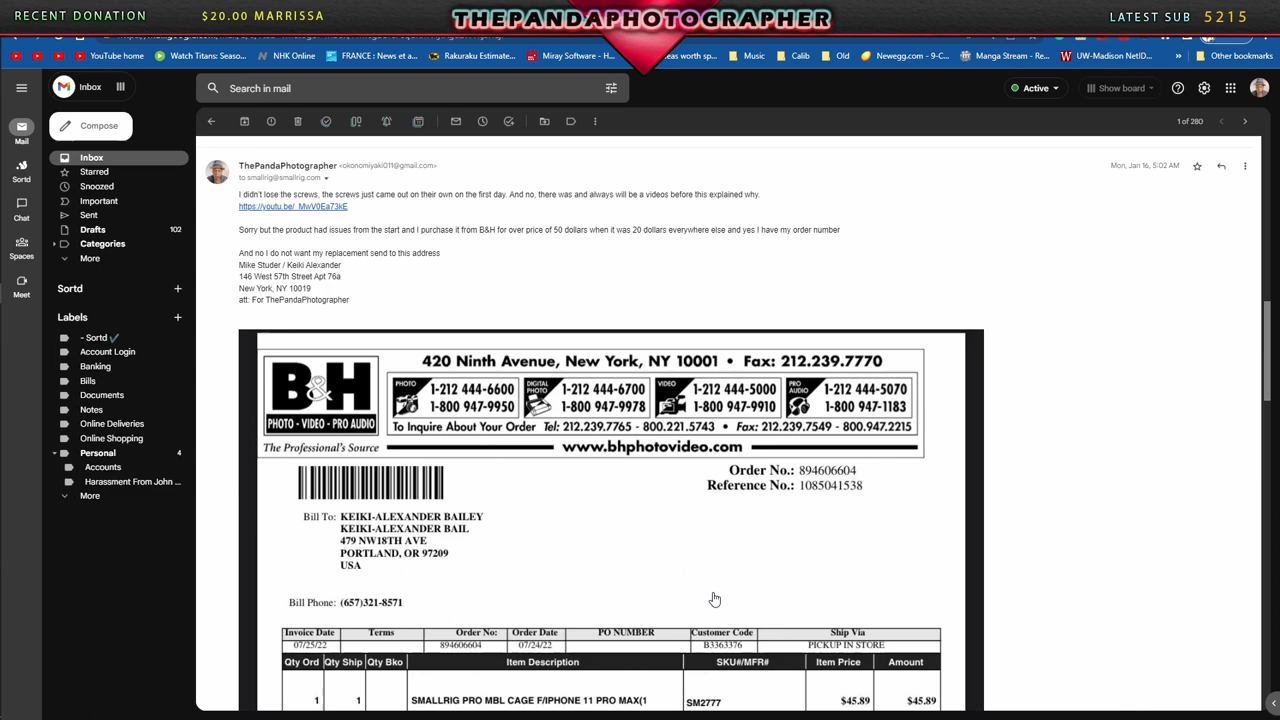 RECENT DONATION $20.00 MARRISSA THEPANDAPHOTOGRAPHER LATEST SUB 5215
YouTube home Watch Titans: Season... NHK Online FRANCE : News et a... Rakuraku Estimate... Miray Software - H... eas worth sp... Music Calib Old Newegg.com - 9-C... Manga Stream - Re... UW-Madison NetID... » Other bookmarks
Inbox Search in mail Active Show board
Compose
1 of 280
Mail
Inbox
Starred
Sortd
Snoozed
Important
Chat
Sent
Drafts 102
Spaces
Categories
More
Meet
Sortd +
Labels +
- Sortd ✔
Account Login
Banking
Bills
Documents
Notes
Online Deliveries
Online Shopping
Personal 4
Accounts
Harassment From John ...
More
ThePandaPhotographer <okonomiyaki011@gmail.com> Mon, Jan 16, 5:02 AM
to smallrig@smallrig.com
I didn't lose the screws, the screws just came out on their own on the first day. And no, there was and always will be a videos before this explained why.
https://youtu.be/_MwV0Ea73kE
Sorry but the product had issues from the start and I purchase it from B&H for over price of 50 dollars when it was 20 dollars everywhere else and yes I have my order number
And no I do not want my replacement send to this address
Mike Studer / Keiki Alexander
146 West 57th Street Apt 76a
New York, NY 10019
att: For ThePandaPhotographer
B&H
PHOTO - VIDEO - PRO AUDIO
The Professional's Source
420 Ninth Avenue, New York, NY 10001 • Fax: 212.239.7770
PHOTO 1-212 444-6600 DIGITAL PHOTO 1-212 444-6700 VIDEO 1-212 444-5000 PRO AUDIO 1-212 444-5070
1-800 947-9950 1-800 947-9978 1-800 947-9910 1-800 947-1183
To Inquire About Your Order Tel: 212.239.7765 - 800.221.5743 • Fax: 212.239.7549 - 800.947.2215
www.bhphotovideo.com
Order No.: 894606604
Reference No.: 1085041538
Bill To: KEIKI-ALEXANDER BAILEY
KEIKI-ALEXANDER BAIL
479 NW18TH AVE
PORTLAND, OR 97209
USA
Bill Phone: (657)321-8571
Invoice Date Terms Order No: Order Date PO NUMBER Customer Code Ship Via
07/25/22 894606604 07/24/22 B3363376 PICKUP IN STORE
Qty Ord Qty Ship Qty Bko Item Description SKU#/MFR# Item Price Amount
1 1 SMALLRIG PRO MBL CAGE F/IPHONE 11 PRO MAX(1 SM2777 $45.89 $45.89